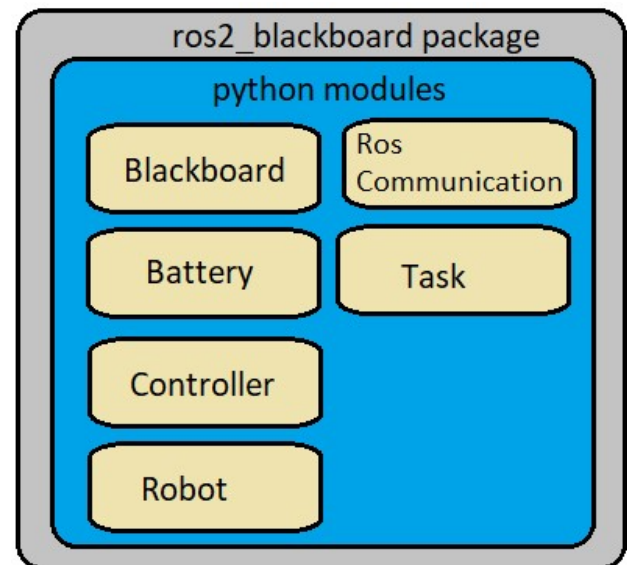 ros2_blackboard package
python modules
Blackboard
Ros
Communication
Battery
Task
Controller
Robot